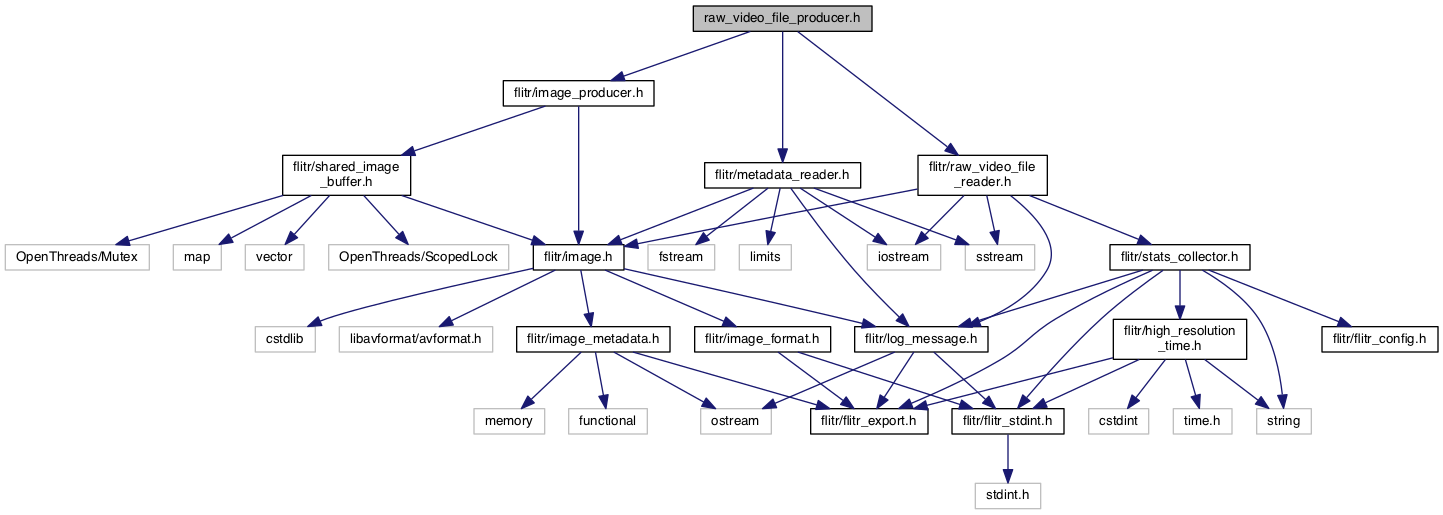 raw_video_file_producer.h
flitr/image_producer.h
flitr/shared_image
_buffer.h
flitr/metadata_reader.h
flitr/raw_video_file
_reader.h
OpenThreads/Mutex
map
vector
OpenThreads/ScopedLock
flitr/image.h
fstream
limits
iostream
sstream
flitr/stats_collector.h
cstdlib
libavformat/avformat.h
flitr/image_metadata.h
flitr/image_format.h
flitr/log_message.h
flitr/high_resolution
_time.h
flitr/flitr_config.h
memory
functional
ostream
flitr/flitr_export.h
flitr/flitr_stdint.h
cstdint
time.h
string
stdint.h